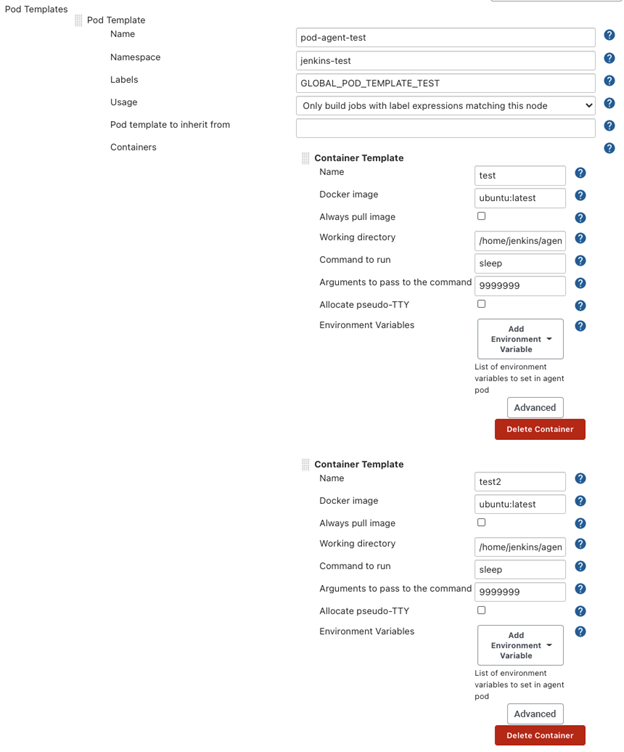 Pod Templates
Pod Template
Name
pod-agent-test
Namespace
jenkins-test
Labels
GLOBAL_POD_TEMPLATE_TEST
Usage
Only build jobs with label expressions matching this node
Pod template to inherit from
Containers
Container Template
Name
test
Docker image
ubuntu:latest
Always pull image
Working directory
/home/jenkins/agen
Command to run
sleep
Arguments to pass to the command
9999999
Allocate pseudo-TTY
Environment Variables
Add
Environment
Variable
List of environment
variables to set in agent
pod
Advanced
Delete Container
Container Template
Name
test2
Docker image
ubuntu:latest
Always pull image
Working directory
/home/jenkins/agen
Command to run
sleep
Arguments to pass to the command
9999999
Allocate pseudo-TTY
Environment Variables
Add
Environment
Variable
List of environment
variables to set in agent
pod
Advanced
Delete Container